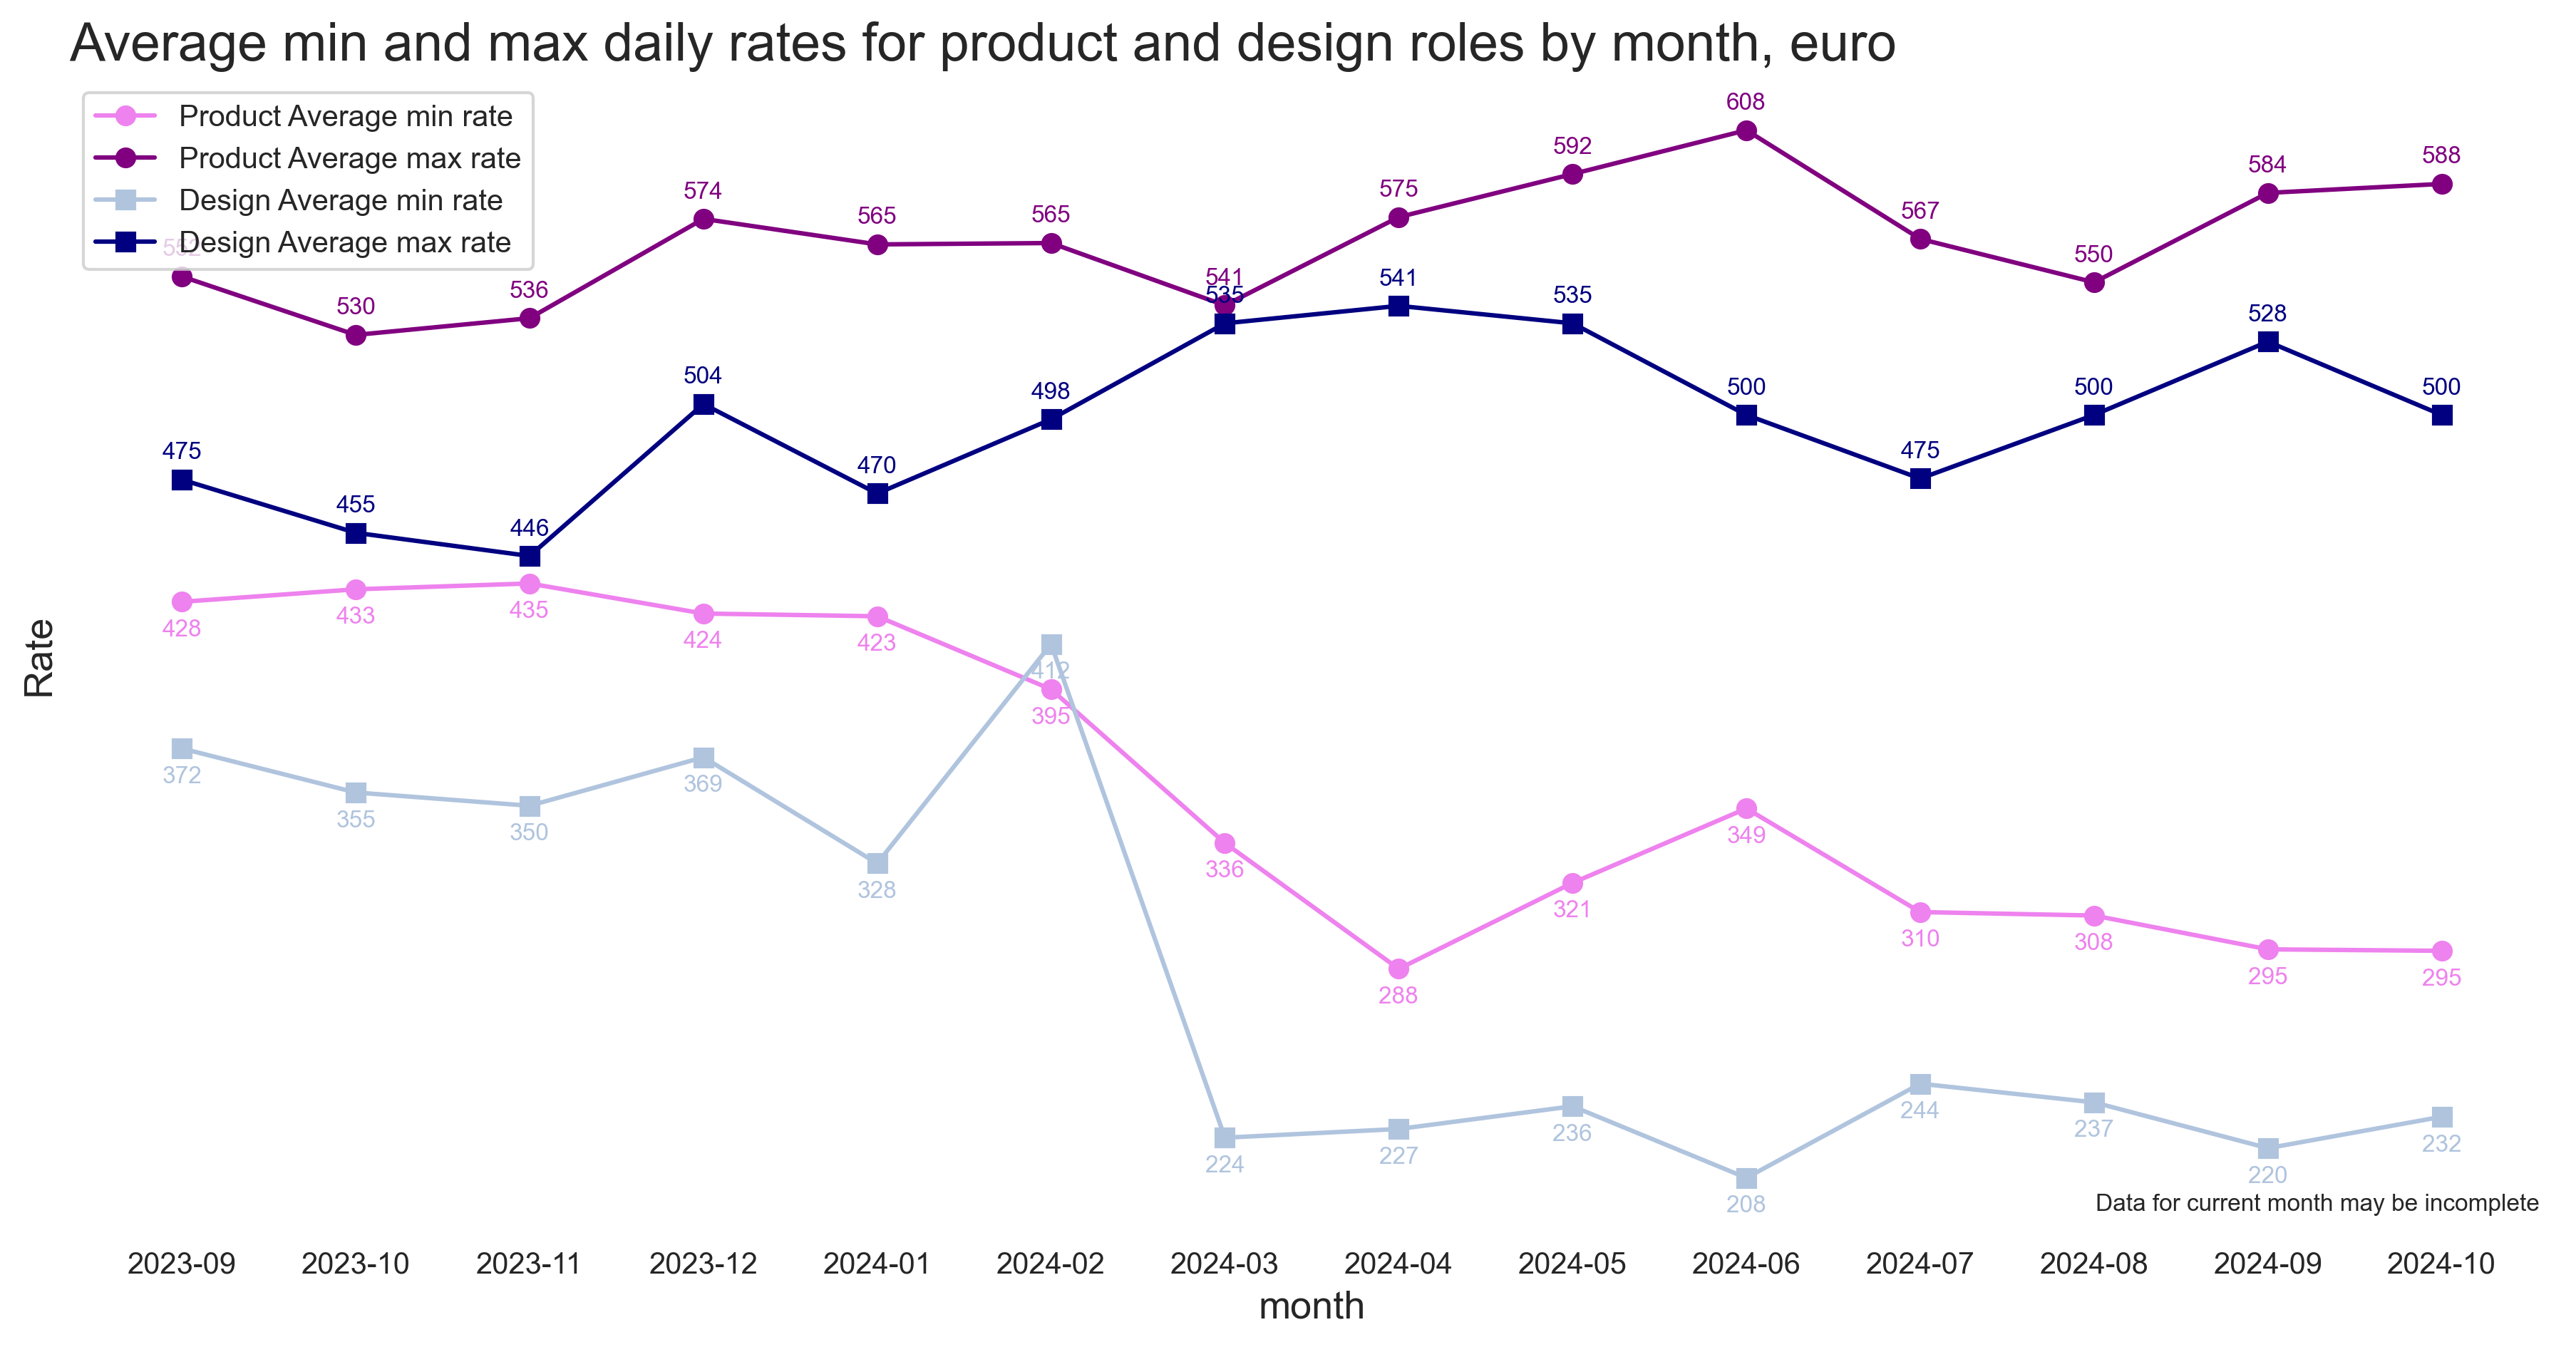 Average min and max daily rates for product and design roles by month, euro
Product Average min rate
Product Average max rate
Design Average min rate
Design Average max rate
552 530 536 574 565 565 541 575 592 608 567 550 584 588
475 455 446 504 470 498 535 541 535 500 475 500 528 500
428 433 435 424 423 395 336 288 321 349 310 308 295 295
372 355 350 369 328 412 224 227 236 208 244 237 220 232
Rate
Data for current month may be incomplete
2023-09 2023-10 2023-11 2023-12 2024-01 2024-02 2024-03 2024-04 2024-05 2024-06 2024-07 2024-08 2024-09 2024-10
month